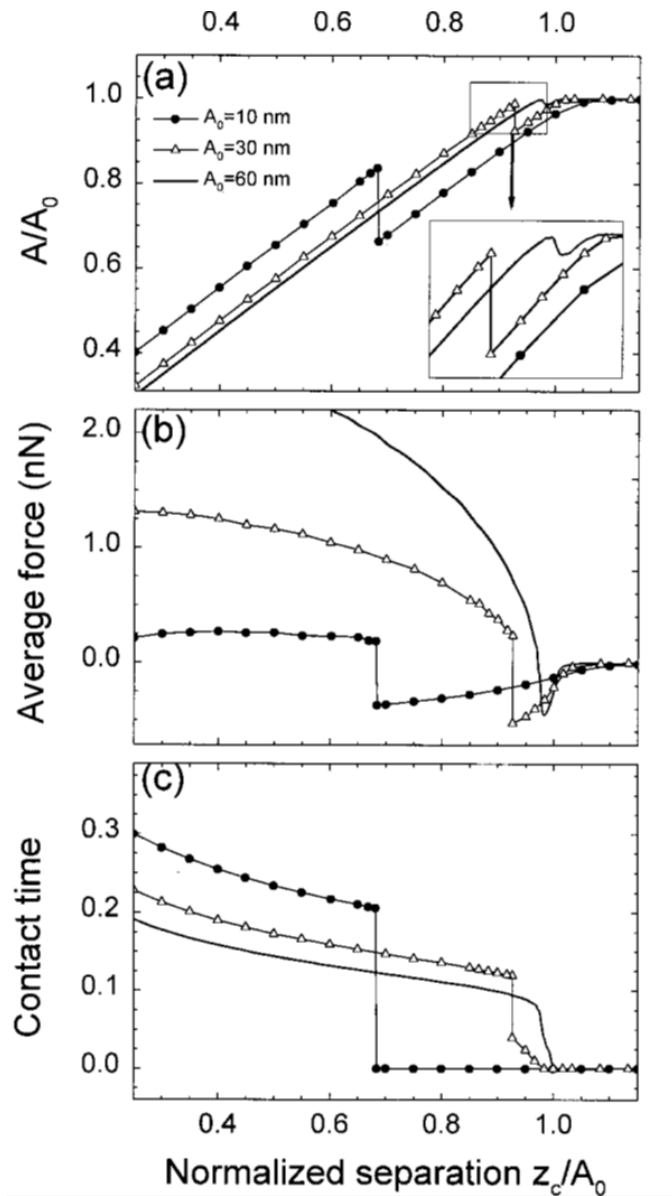 0.4 0.6 0.8 1.0
(a)
1.0
0.8
0.6
0.4
A/A₀
A₀=10 nm
A₀=30 nm
A₀=60 nm
(b)
2.0
1.0
0.0
Average force (nN)
(c)
0.3
0.2
0.1
0.0
Contact time
0.4 0.6 0.8 1.0
Normalized separation z꜀/A₀